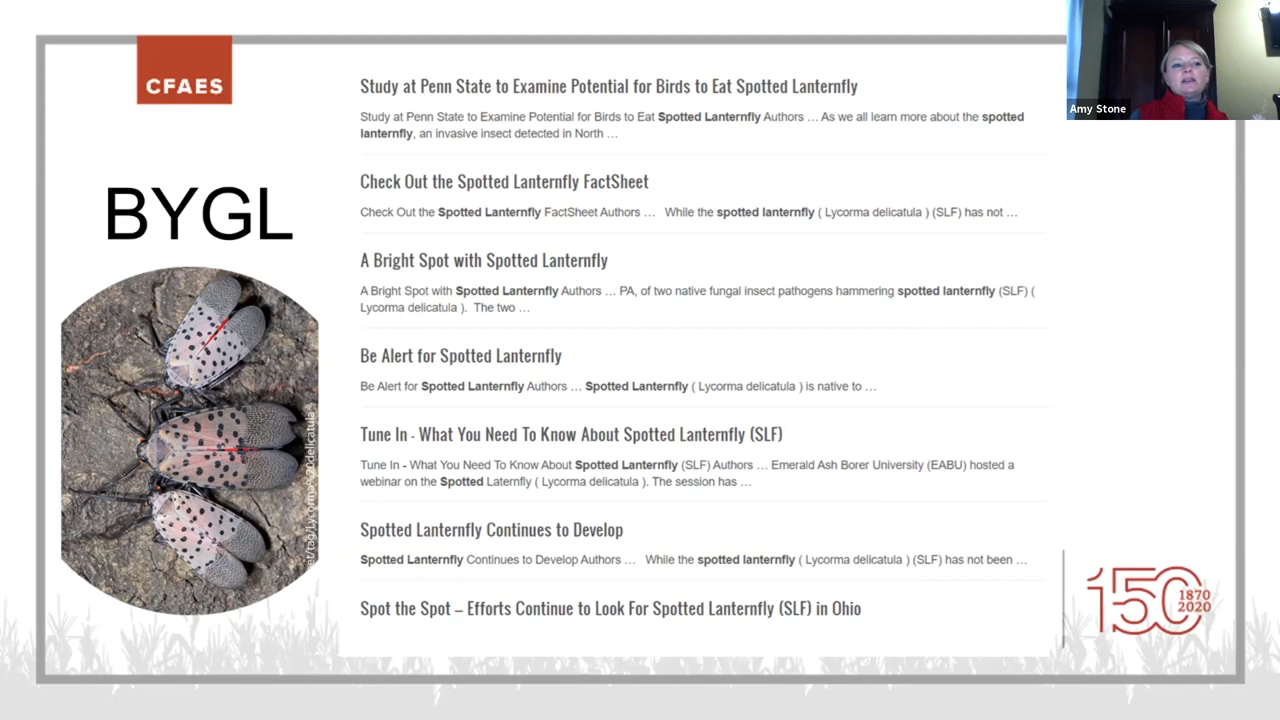 CFAES
BYGL
Study at Penn State to Examine Potential for Birds to Eat Spotted Lanternfly
Study at Penn State to Examine Potential for Birds to Eat Spotted Lanternfly Authors ... As we all learn more about the spotted
lanternfly, an invasive insect detected in North ...
Check Out the Spotted Lanternfly FactSheet
Check Out the Spotted Lanternfly FactSheet Authors ... While the spotted lanternfly ( Lycorma delicatula ) (SLF) has not ...
A Bright Spot with Spotted Lanternfly
A Bright Spot with Spotted Lanternfly Authors ... PA, of two native fungal insect pathogens hammering spotted lanternfly (SLF) (
Lycorma delicatula ). The two ...
Be Alert for Spotted Lanternfly
Be Alert for Spotted Lanternfly Authors ... Spotted Lanternfly ( Lycorma delicatula ) is native to ...
Tune In - What You Need To Know About Spotted Lanternfly (SLF)
Tune In - What You Need To Know About Spotted Lanternfly (SLF) Authors ... Emerald Ash Borer University (EABU) hosted a
webinar on the Spotted Laternfly ( Lycorma delicatula ). The session has ...
Spotted Lanternfly Continues to Develop
Spotted Lanternfly Continues to Develop Authors ... While the spotted lanternfly ( Lycorma delicatula ) (SLF) has not been ...
Spot the Spot – Efforts Continue to Look For Spotted Lanternfly (SLF) in Ohio
/tag/Lycorma%20delicatula
150
1870
2020
Amy Stone